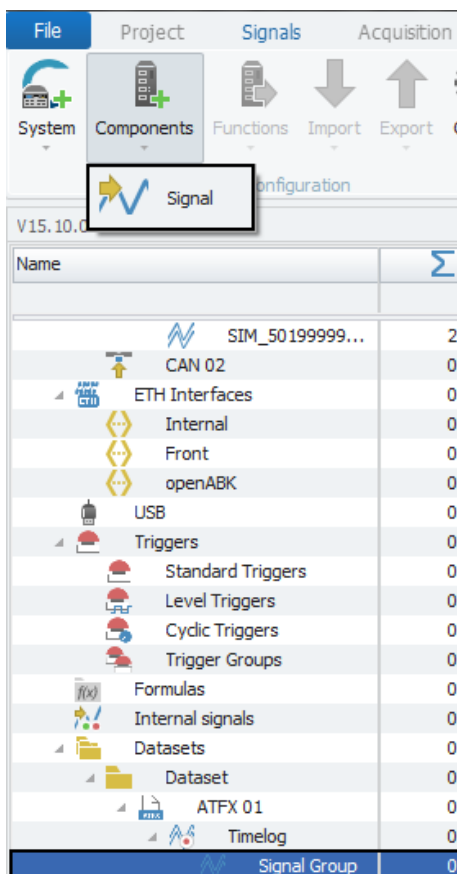 File Project Signals Acquisition
System Components Functions Import Export
Signal
nfiguration
V15.10.0
Name Σ
SIM_50199999... 2
CAN 02 0
ETH Interfaces 0
Internal 0
Front 0
openABK 0
USB 0
Triggers 0
Standard Triggers 0
Level Triggers 0
Cyclic Triggers 0
Trigger Groups 0
f(x) Formulas 0
Internal signals 0
Datasets 0
Dataset 0
ATFX 01 0
Timelog 0
Signal Group 0